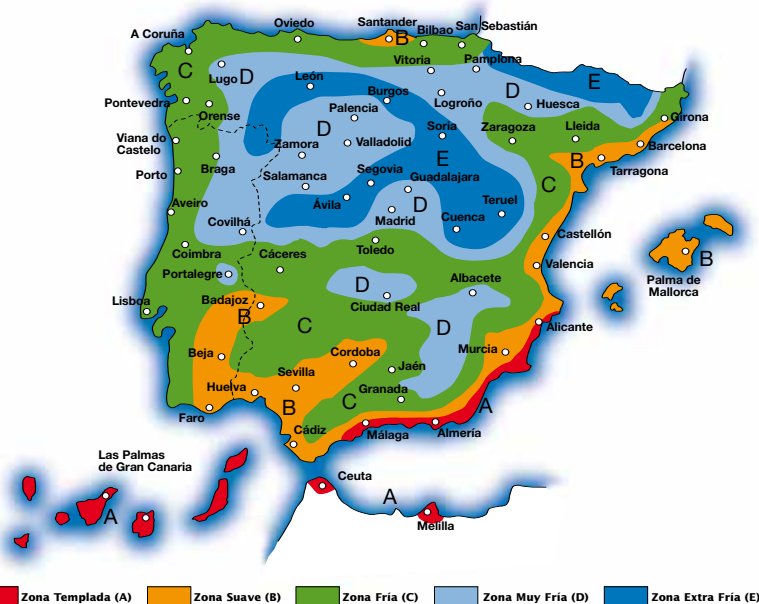 Oviedo
Santander
San Sebastián
A Coruña
B
Bilbao
Vitoria
Pamplona
C
Lugo
D
León
E
Burgos
D
Pontevedra
Orense
Palencia
Logroño
Huesca
Girona
Viana do
Castelo
D
Zamora
Valladolid
Soria
Zaragoza
Lleida
Barcelona
Porto
Braga
Salamanca
Segovia
E
Guadalajara
B
Tarragona
C
Aveiro
Ávila
D
Madrid
Teruel
Cuenca
Covilhá
Castellón
Coimbra
Cáceres
Toledo
Valencia
B
Palma de
Mallorca
Portalegre
D
Albacete
Lisboa
Badajoz
B
Ciudad Real
C
D
Alicante
Beja
Cordoba
Murcia
Sevilla
Jaén
Huelva
Granada
B
C
A
Faro
Cádiz
Málaga
Almería
Las Palmas
de Gran Canaria
A
Ceuta
A
Melilla
Zona Templada (A)
Zona Suave (B)
Zona Fría (C)
Zona Muy Fría (D)
Zona Extra Fría (E)